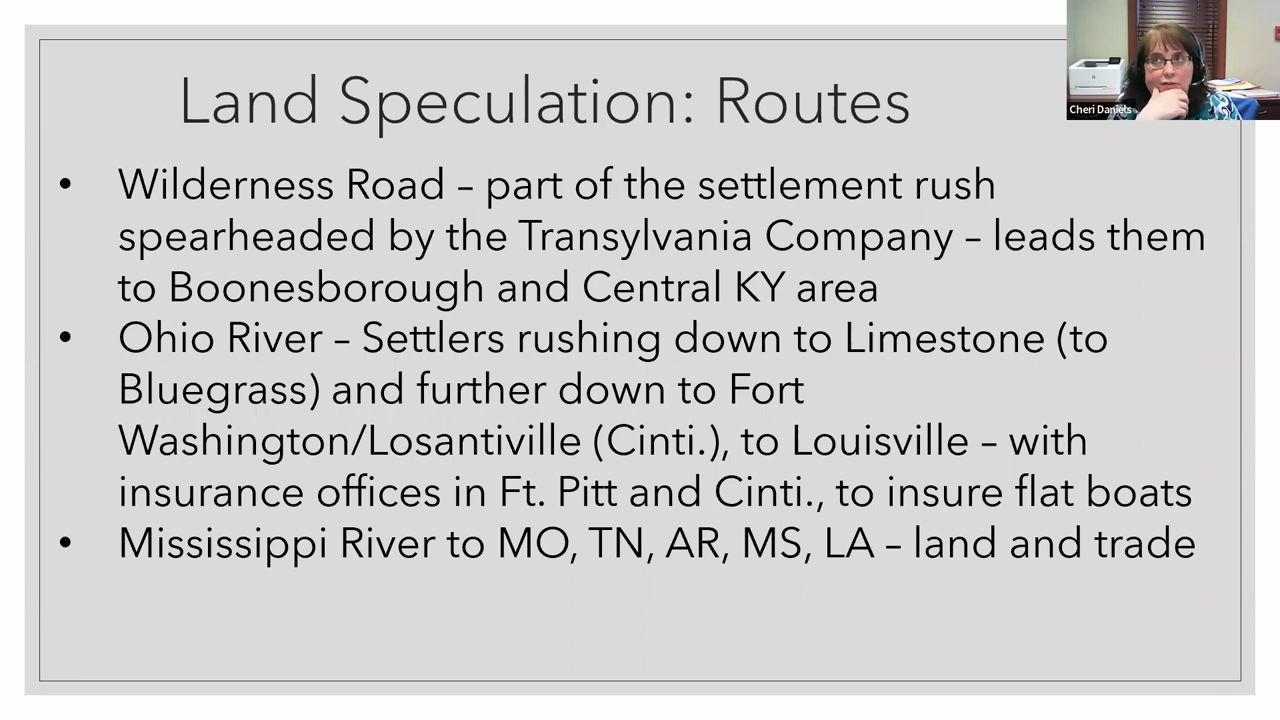 Land Speculation: Routes
Cheri Daniels
• Wilderness Road – part of the settlement rush
spearheaded by the Transylvania Company – leads them
to Boonesborough and Central KY area
• Ohio River – Settlers rushing down to Limestone (to
Bluegrass) and further down to Fort
Washington/Losantiville (Cinti.), to Louisville – with
insurance offices in Ft. Pitt and Cinti., to insure flat boats
• Mississippi River to MO, TN, AR, MS, LA – land and trade